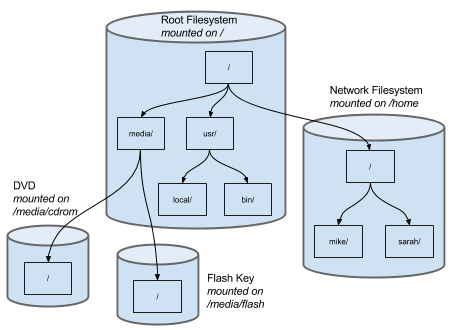 Root Filesystem
mounted on /
/
media/
usr/
local/
bin/
Network Filesystem
mounted on /home
/
mike/
sarah/
DVD
mounted on
/media/cdrom
/
Flash Key
mounted on
/media/flash
/